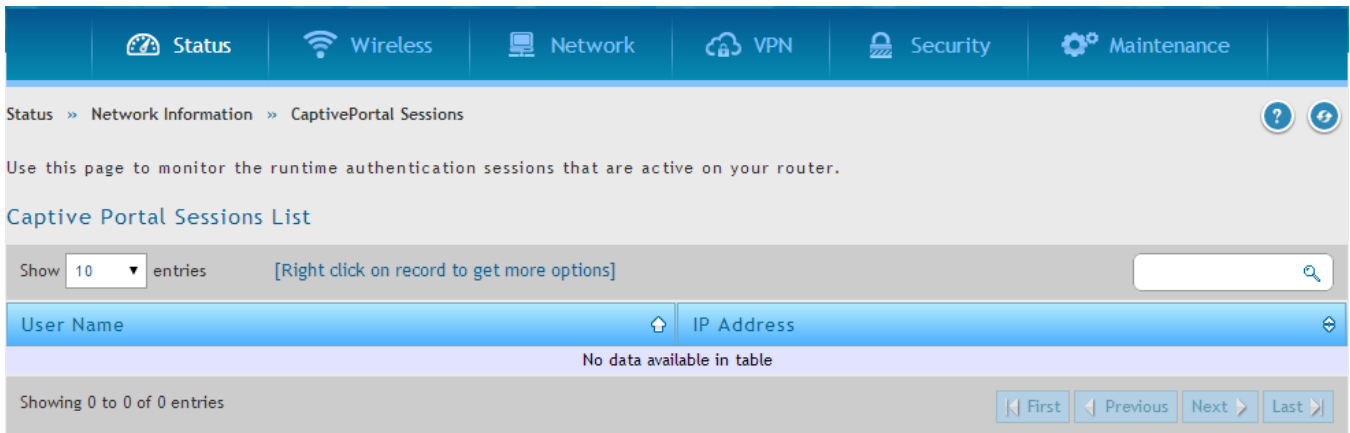 Status Wireless Network VPN Security Maintenance
Status » Network Information » CaptivePortal Sessions
Use this page to monitor the runtime authentication sessions that are active on your router.
Captive Portal Sessions List
Show 10 entries [Right click on record to get more options]
User Name IP Address
No data available in table
Showing 0 to 0 of 0 entries First Previous Next Last